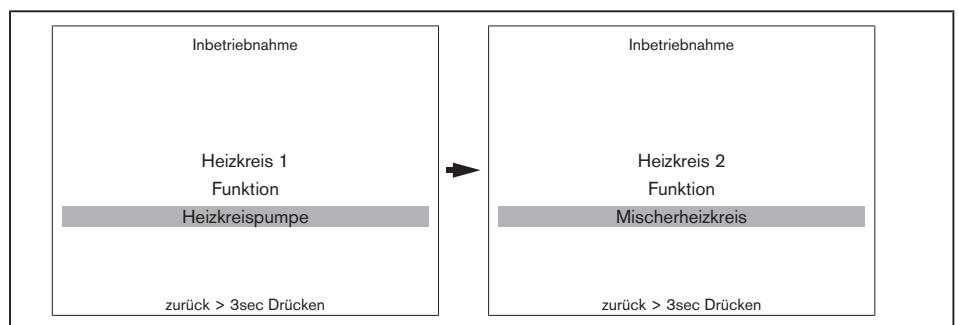 Inbetriebnahme
Heizkreis 1
Funktion
Heizkreispumpe
zurück > 3sec Drücken
Inbetriebnahme
Heizkreis 2
Funktion
Mischerheizkreis
zurück > 3sec Drücken